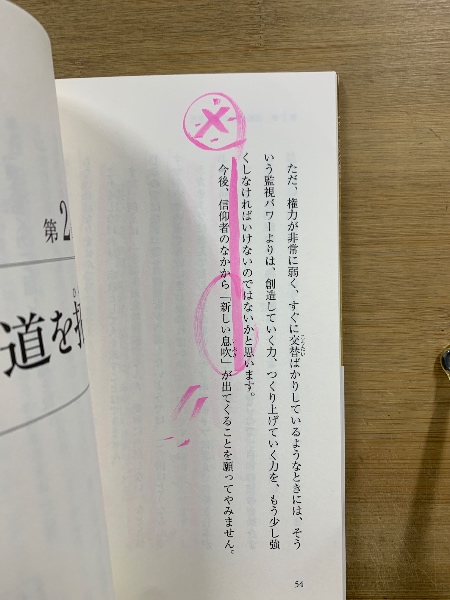 ただ、権力が非常に弱く、すぐに交替ばかりしているようなときには、そう
いう監視パワーよりは、創造していく力、つくり上げていく力を、もう少し強
くしなければいけないのではないかと思います。
今後、信仰者のなかから「新しい息吹」が出てくることを願ってやみません。
54
第2
道を